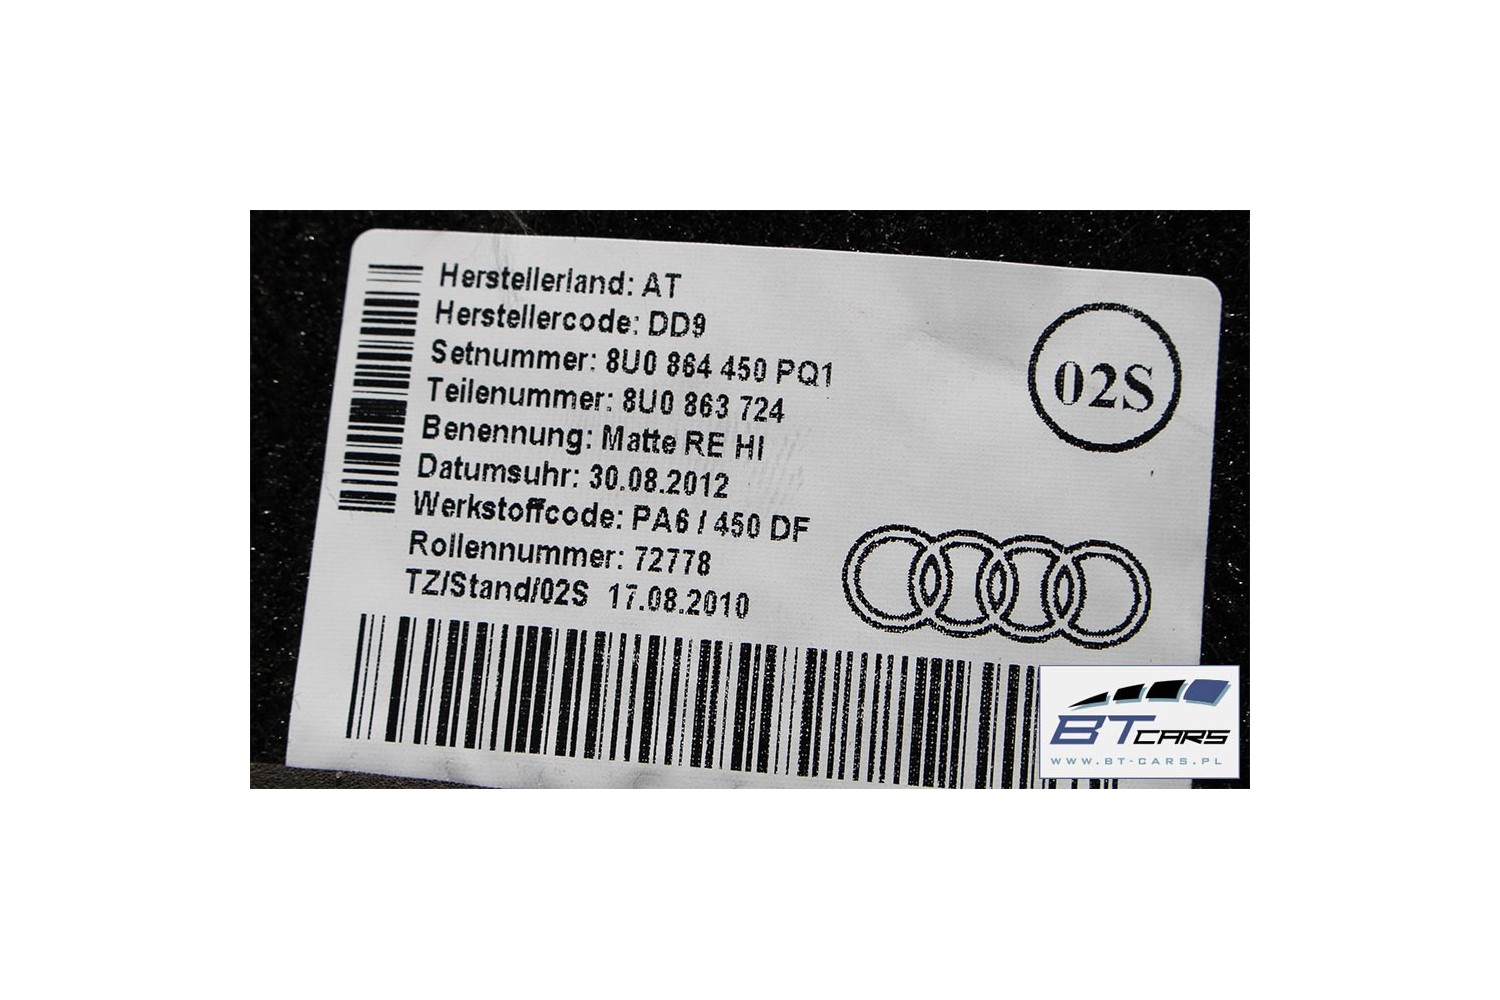 Herstellerland: AT
Herstellercode: DD9
Setnummer: 8U0 864 450 PQ1
Teilenummer: 8U0 863 724
Benennung: Matte RE HI
Datumsuhr: 30.08.2012
Werkstoffcode: PA6 / 450 DF
Rollennummer: 72778
TZ/Stand/02S 17.08.2010
02S
BT CARS
WWW.BT-CARS.PL